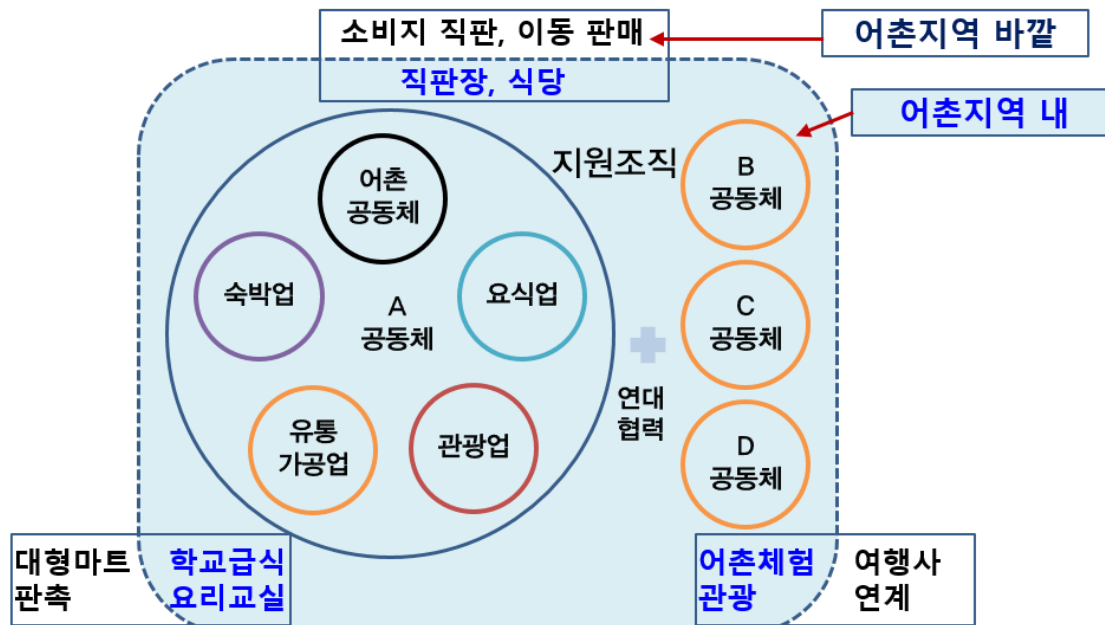 소비지 직판, 이동 판매
어촌지역 바깥
직판장, 식당
어촌지역 내
지원조직
어촌
공동체
숙박업
A
공동체
요식업
유통
가공업
관광업
연대
협력
B
공동체
C
공동체
D
공동체
대형마트
판촉
학교급식
요리교실
어촌체험
관광
여행사
연계